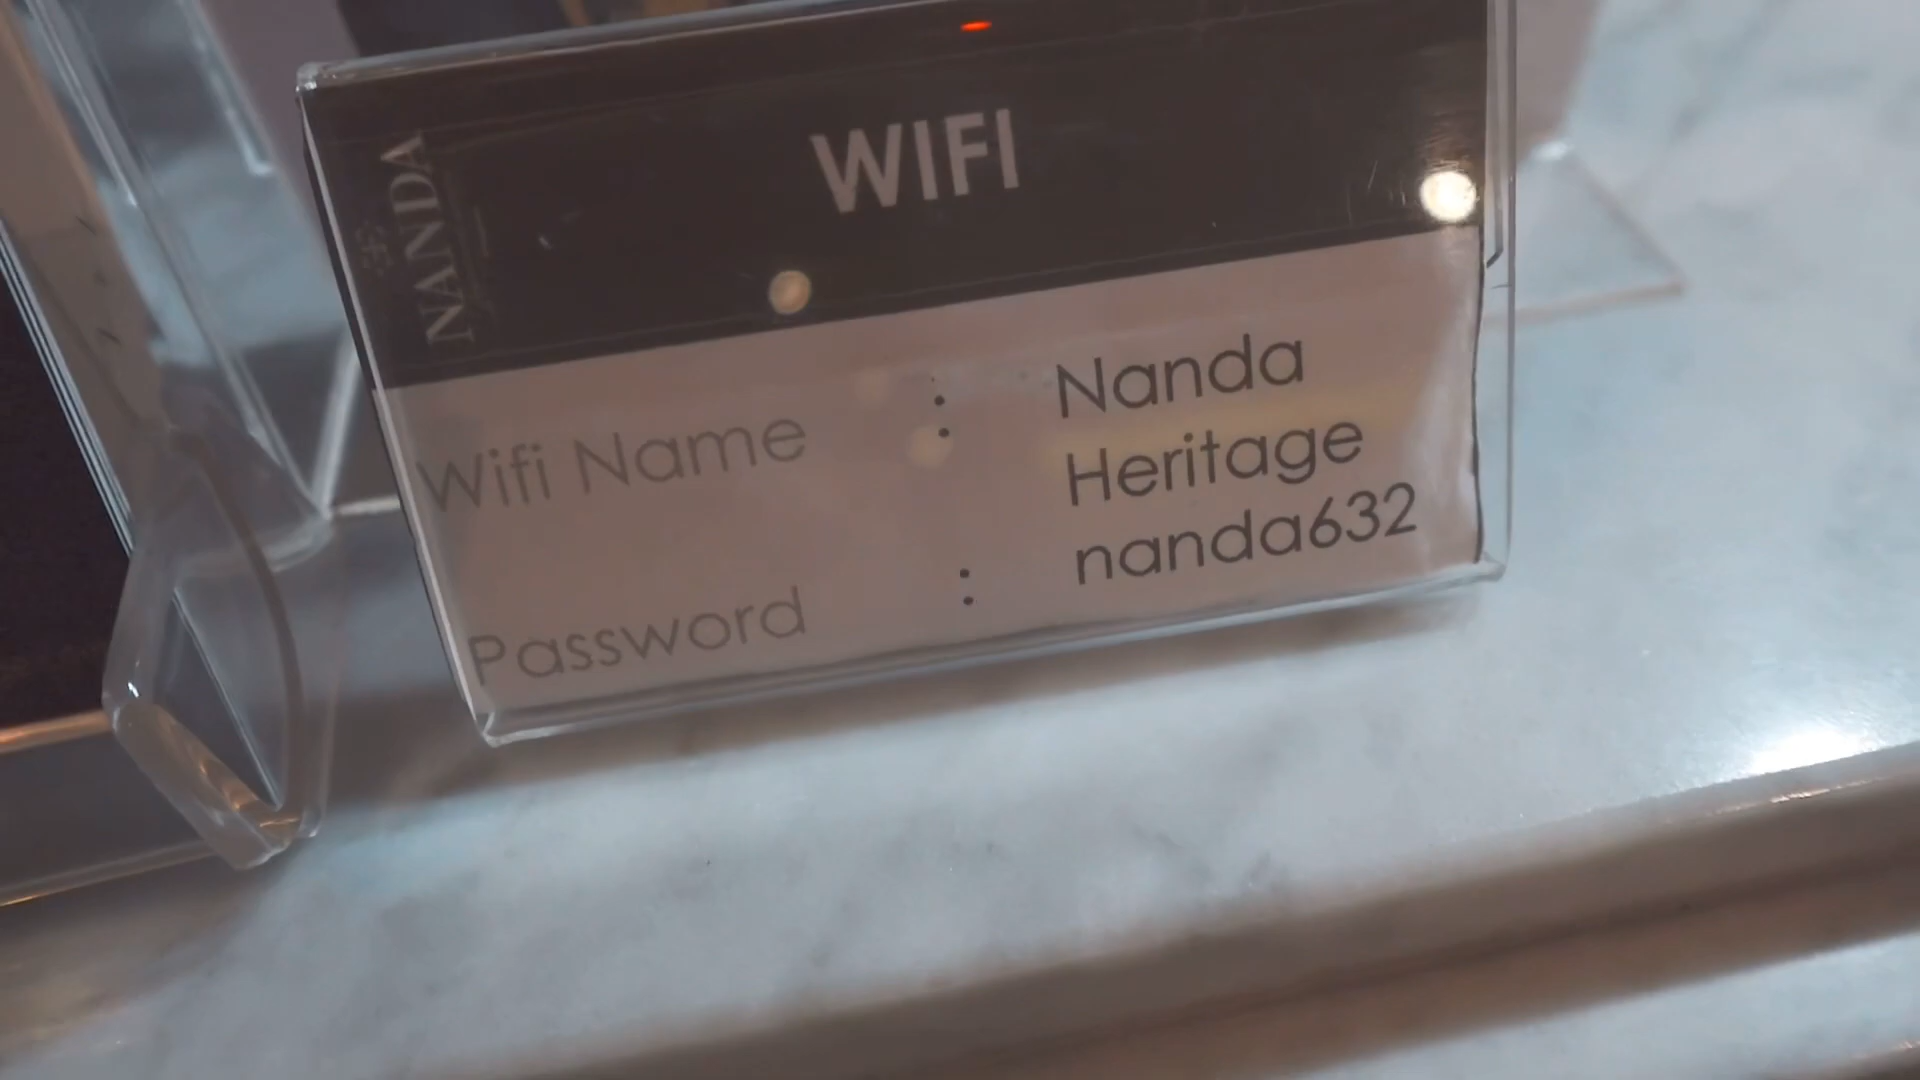 NANDA
WIFI
Wifi Name : Nanda
Heritage
Password : nanda632